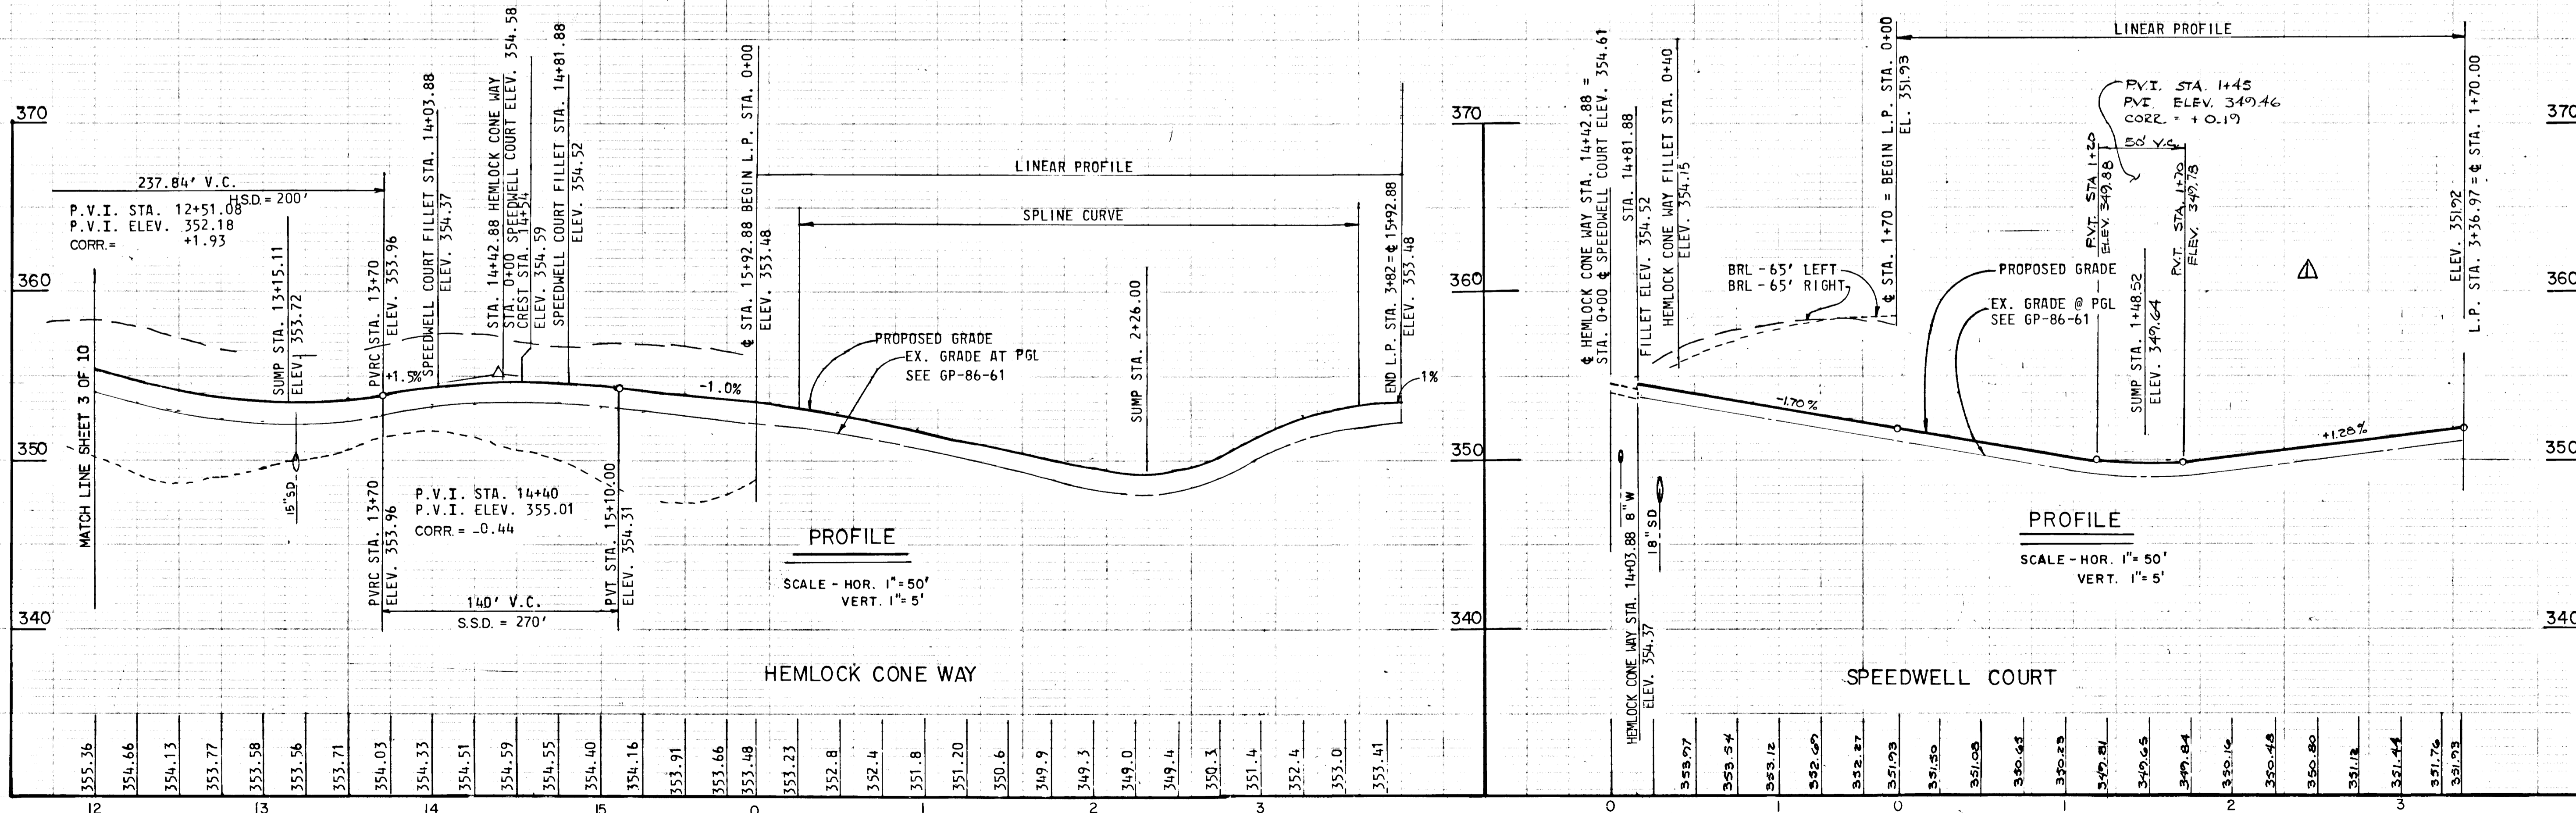 237.84' V.C.
H.S.D. = 200'
P.V.I. STA. 12+51.08
P.V.I. ELEV. 352.18
CORR. = +1.93
370
360
350
340
MATCH LINE SHEET 3 OF 10
SUMP STA. 13+15.11
ELEV. 353.72
15" SD
PVRC STA. 13+70
ELEV. 353.96
+1.5%
SPEEDWELL COURT FILLET STA. 14+03.88
ELEV. 354.37
STA. 14+42.88 HEMLOCK CONE WAY
STA. 0+00 SPEEDWELL COURT ELEV. 354.58
CREST STA. 14+54
ELEV. 354.59
SPEEDWELL COURT FILLET STA. 14+81.88
ELEV. 354.52
PVRC STA. 13+70
ELEV. 353.96
P.V.I. STA. 14+40
P.V.I. ELEV. 355.01
CORR. = -0.44
140' V.C.
S.S.D. = 270'
PVT STA. 15+10.00
ELEV. 354.31
-1.0%
℄ STA. 15+92.88 BEGIN L.P. STA. 0+00
ELEV. 353.48
LINEAR PROFILE
SPLINE CURVE
PROPOSED GRADE
EX. GRADE AT PGL
SEE GP-86-61
SUMP STA. 2+26.00
END L.P. STA. 3+82 = ℄ 15+92.88
ELEV. 353.48
1%
PROFILE
SCALE - HOR. 1" = 50'
VERT. 1" = 5'
HEMLOCK CONE WAY
355.36 354.66 354.13 353.77 353.58 353.56 353.71 354.03 354.33 354.51 354.59 354.55 354.40 354.16 353.91 353.66 353.48 353.23 352.8 352.4 351.8 351.20 350.6 349.9 349.3 349.0 349.4 350.3 351.4 352.4 353.0 353.41
12 13 14 15 0 1 2 3
370
360
350
340
℄ HEMLOCK CONE WAY STA. 14+42.88 =
STA. 0+00 ℄ SPEEDWELL COURT ELEV. 354.61
STA. 14+81.88
FILLET ELEV. 354.52
HEMLOCK CONE WAY FILLET STA. 0+40
ELEV. 354.15
8" W
18" SD
HEMLOCK CONE WAY STA. 14+03.88
ELEV. 354.37
BRL - 65' LEFT
BRL - 65' RIGHT
℄ STA. 1+70 = BEGIN L.P. STA. 0+00
EL. 351.93
LINEAR PROFILE
P.V.I. STA. 1+45
PVI. ELEV. 349.46
CORR. = +0.19
50' V.C.
P.V.T. STA 1+20
ELEV. 349.88
P.V.T. STA. 1+70
ELEV. 349.78
SUMP STA. 1+48.52
ELEV. 349.64
PROPOSED GRADE
EX. GRADE @ PGL
SEE GP-86-61
-1.70%
+1.28%
ELEV. 351.92
L.P. STA. 3+36.97 = ℄ STA. 1+70.00
PROFILE
SCALE - HOR. 1" = 50'
VERT. 1" = 5'
SPEEDWELL COURT
353.97 353.54 353.12 352.69 352.27 351.93 351.50 351.08 350.65 350.23 349.81 349.65 349.84 350.16 350.48 350.80 351.12 351.44 351.76 351.93
0 1 0 1 2 3
370
360
350
340